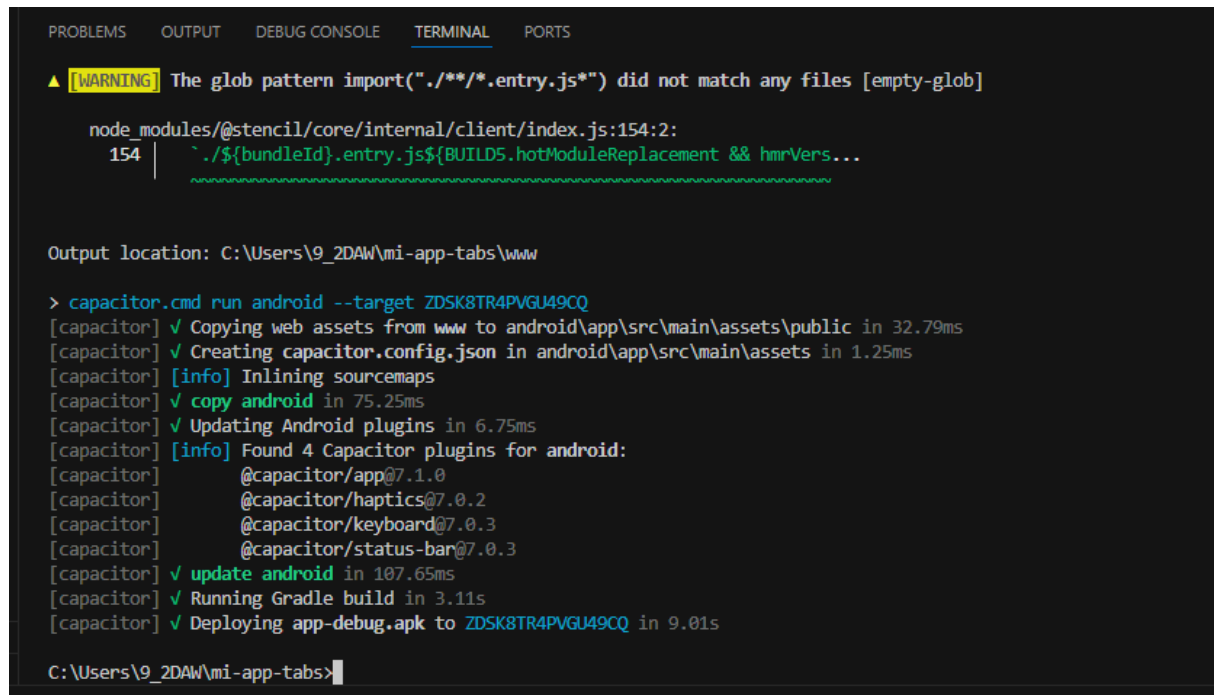 PROBLEMS OUTPUT DEBUG CONSOLE TERMINAL PORTS
▲ [WARNING] The glob pattern import("./**/*.entry.js*") did not match any files [empty-glob]
node_modules/@stencil/core/internal/client/index.js:154:2:
154 │ `./${bundleId}.entry.js${BUILD5.hotModuleReplacement && hmrVers...
Output location: C:\Users\9_2DAW\mi-app-tabs\www
> capacitor.cmd run android --target ZDSK8TR4PVGU49CQ
[capacitor] √ Copying web assets from www to android\app\src\main\assets\public in 32.79ms
[capacitor] √ Creating capacitor.config.json in android\app\src\main\assets in 1.25ms
[capacitor] [info] Inlining sourcemaps
[capacitor] √ copy android in 75.25ms
[capacitor] √ Updating Android plugins in 6.75ms
[capacitor] [info] Found 4 Capacitor plugins for android:
[capacitor] @capacitor/app@7.1.0
[capacitor] @capacitor/haptics@7.0.2
[capacitor] @capacitor/keyboard@7.0.3
[capacitor] @capacitor/status-bar@7.0.3
[capacitor] √ update android in 107.65ms
[capacitor] √ Running Gradle build in 3.11s
[capacitor] √ Deploying app-debug.apk to ZDSK8TR4PVGU49CQ in 9.01s
C:\Users\9_2DAW\mi-app-tabs>